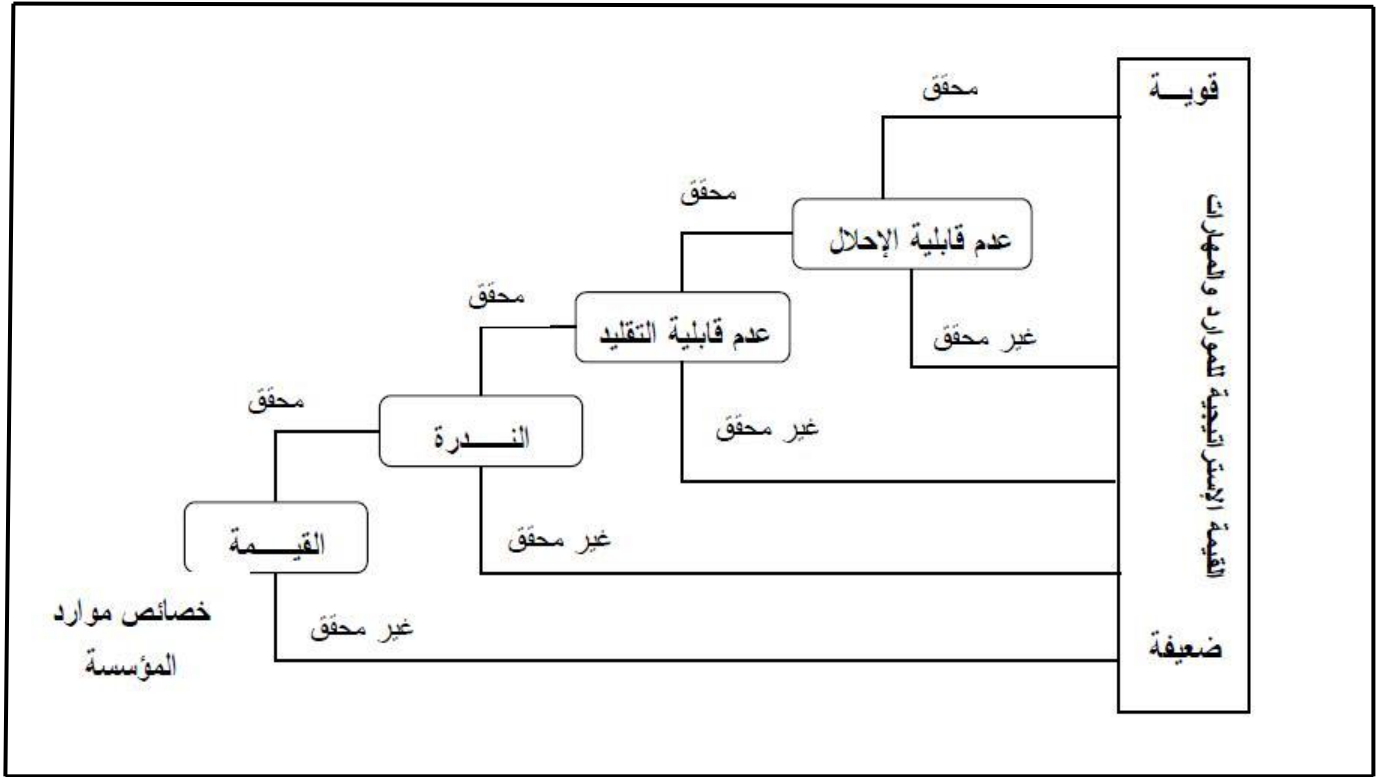 قويـــة
محقق
محقق
عدم قابلية الإحلال
القيمة الإستراتيجية للموارد والمهارات
محقق
عدم قابلية التقليد
غير محقق
محقق
النـــــدرة
غير محقق
القيـــــمة
غير محقق
خصائص موارد
المؤسسة
غير محقق
ضعيفة